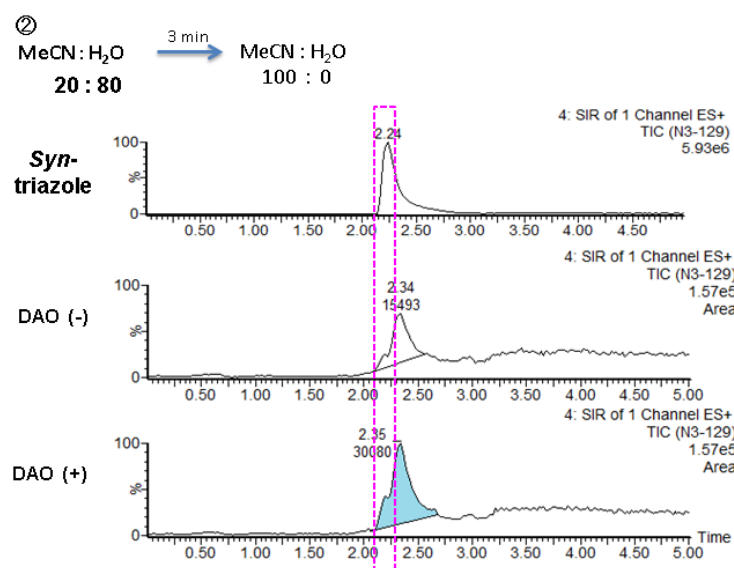 ②
MeCN : H₂O 3 min MeCN : H₂O
20 : 80 100 : 0
4: SIR of 1 Channel ES+
TIC (N3-129)
5.93e6
Syn-
triazole
100
%
0
2.24
0.50 1.00 1.50 2.00 2.50 3.00 3.50 4.00 4.50
4: SIR of 1 Channel ES+
TIC (N3-129)
1.57e5
Area
DAO (-)
100
%
0
2.34
15493
0.50 1.00 1.50 2.00 2.50 3.00 3.50 4.00 4.50 5.00
4: SIR of 1 Channel ES+
TIC (N3-129)
1.57e5
Area
DAO (+)
100
%
0
2.35
30080
Time
0.50 1.00 1.50 2.00 2.50 3.00 3.50 4.00 4.50 5.00